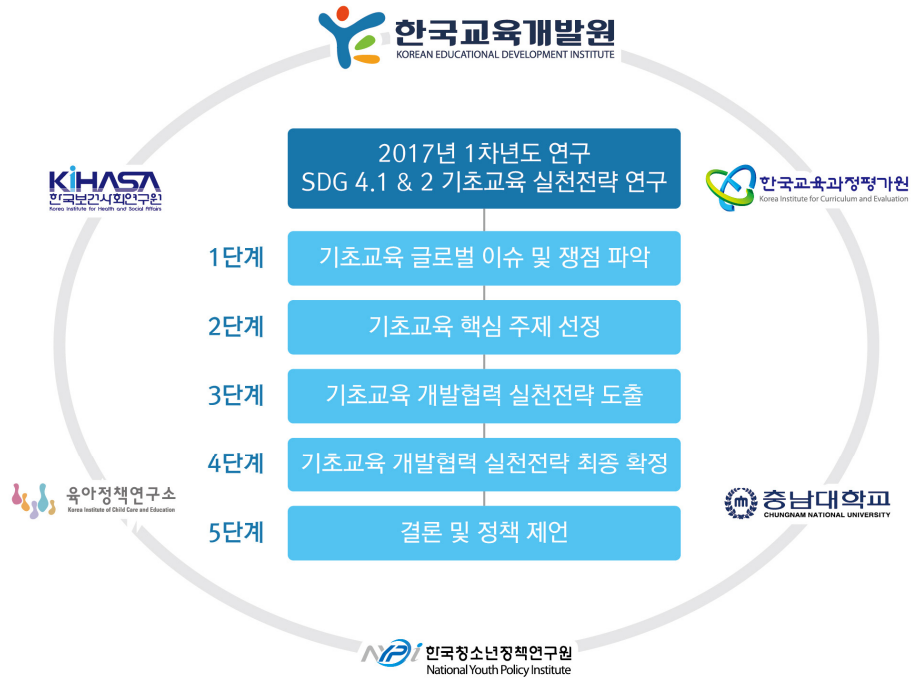 한국교육개발원
KOREAN EDUCATIONAL DEVELOPMENT INSTITUTE
2017년 1차년도 연구
SDG 4.1 & 2 기초교육 실천전략 연구
KiHASA
한국보건사회연구원
Korea Institute for Health and Social Affairs
한국교육과정평가원
Korea Institute for Curriculum and Evaluation
1단계 기초교육 글로벌 이슈 및 쟁점 파악
2단계 기초교육 핵심 주제 선정
3단계 기초교육 개발협력 실천전략 도출
4단계 기초교육 개발협력 실천전략 최종 확정
육아정책연구소
Korea Institute of Child Care and Education
충남대학교
CHUNGNAM NATIONAL UNIVERSITY
5단계 결론 및 정책 제언
NYPi 한국청소년정책연구원
National Youth Policy Institute